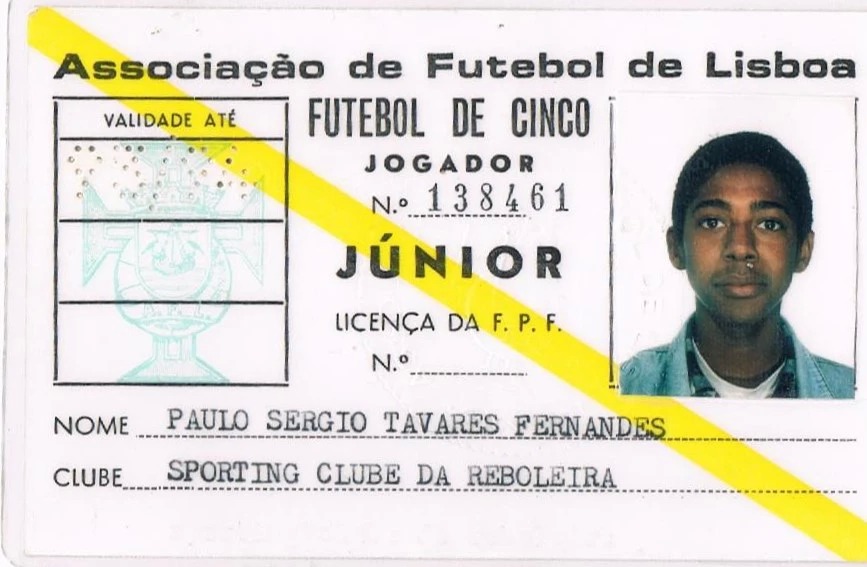 Associação de Futebol de Lisboa
VALIDADE ATÉ
FUTEBOL DE CINCO
JOGADOR
N.º 138461
JÚNIOR
LICENÇA DA F. P. F.
N.º
A.F.L.
NOME PAULO SERGIO TAVARES FERNANDES
CLUBE SPORTING CLUBE DA REBOLEIRA